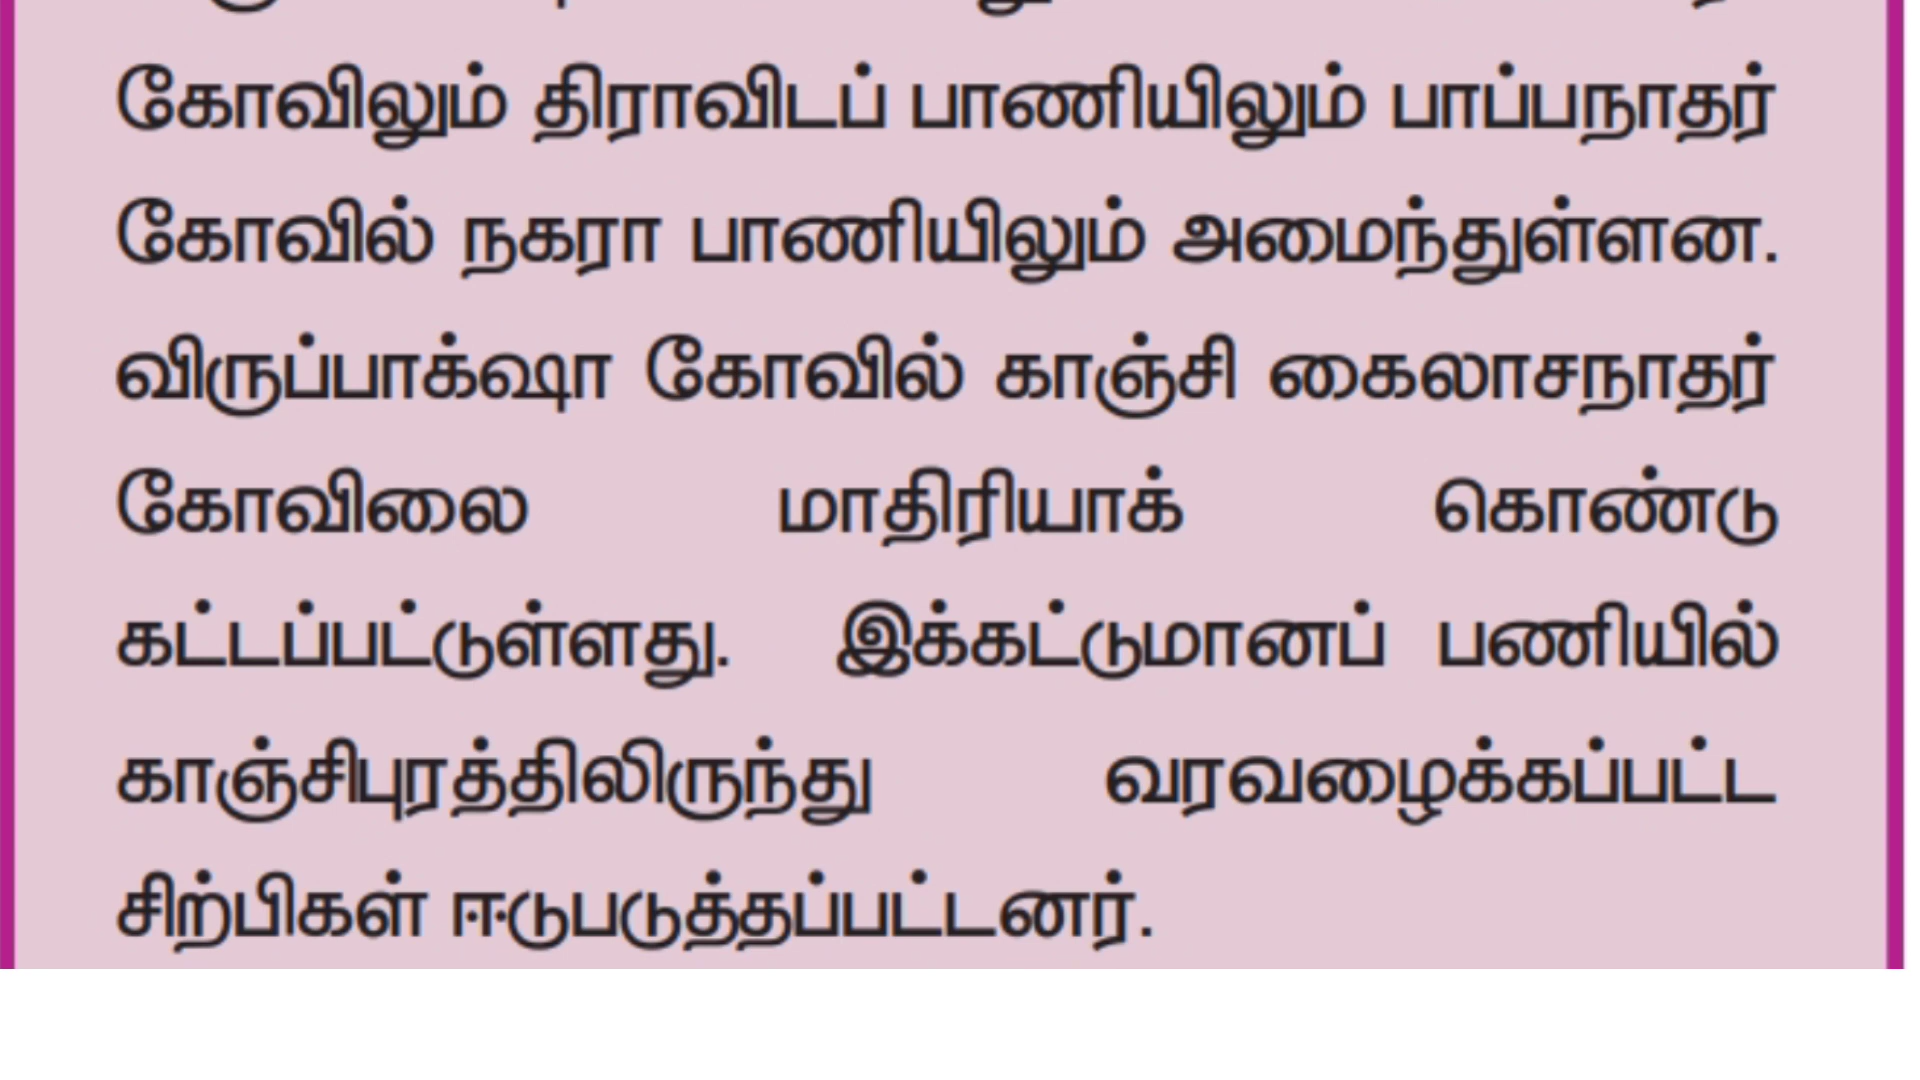 கோவிலும் திராவிடப் பாணியிலும் பாப்பநாதர்
கோவில் நகரா பாணியிலும் அமைந்துள்ளன.
விருப்பாக்‌ஷா கோவில் காஞ்சி கைலாசநாதர்
கோவிலை மாதிரியாக் கொண்டு
கட்டப்பட்டுள்ளது. இக்கட்டுமானப் பணியில்
காஞ்சிபுரத்திலிருந்து வரவழைக்கப்பட்ட
சிற்பிகள் ஈடுபடுத்தப்பட்டனர்.